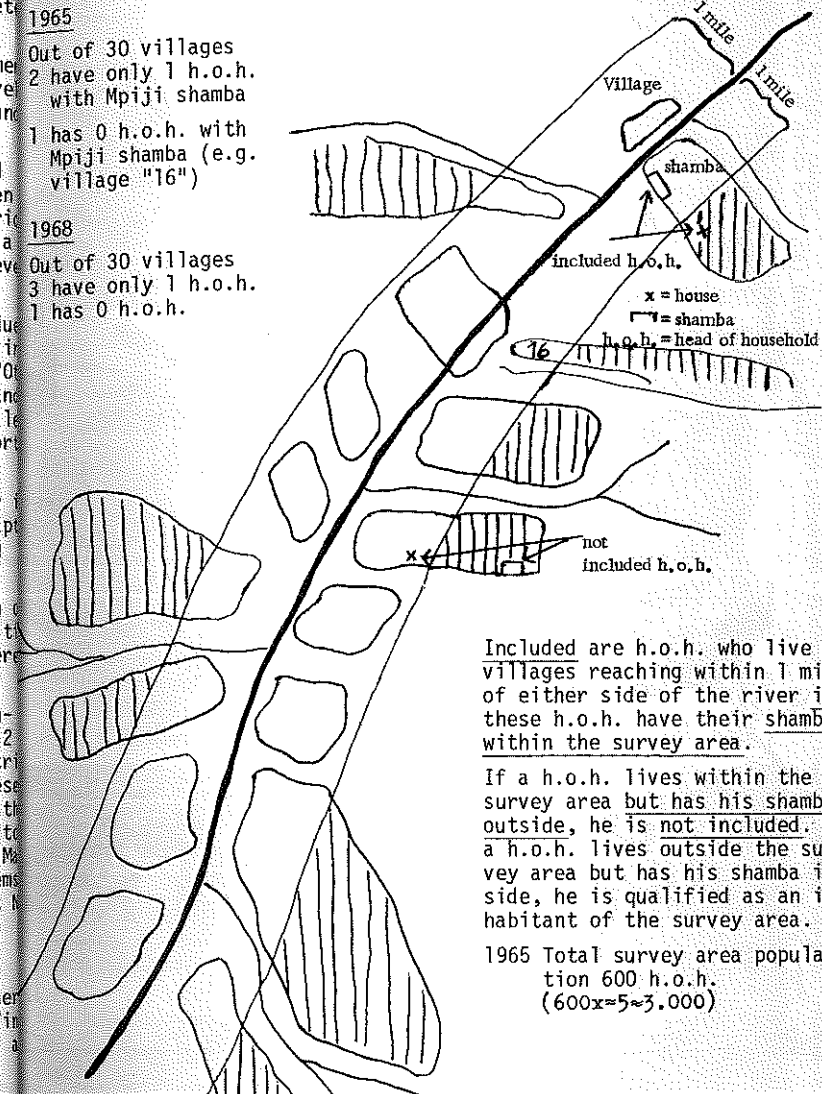 1965
Out of 30 villages
2 have only 1 h.o.h.
with Mpiji shamba
1 has 0 h.o.h. with
Mpiji shamba (e.g.
village "16")
1968
Out of 30 villages
3 have only 1 h.o.h.
1 has 0 h.o.h.
1 mile
1 mile
Village
shamba
included h.o.h.
x = house
= shamba
h.o.h. = head of household
16
x
x
not
included h.o.h.
Included are h.o.h. who live
villages reaching within 1 mi
of either side of the river i
these h.o.h. have their shamb
within the survey area.
If a h.o.h. lives within the
survey area but has his shamb
outside, he is not included.
a h.o.h. lives outside the su
vey area but has his shamba i
side, he is qualified as an i
habitant of the survey area.
1965 Total survey area popula
tion 600 h.o.h.
(600x≈5≈3.000)